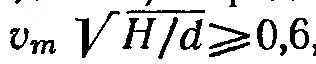 v_m √H/d ⩾ 0,6,